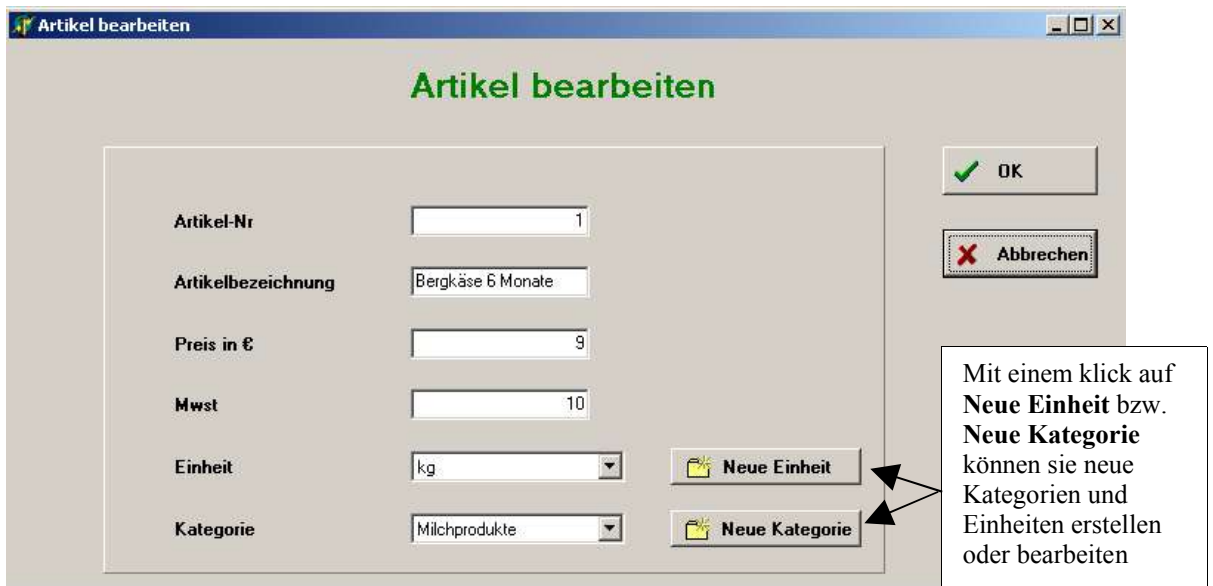 Artikel bearbeiten
Artikel bearbeiten
OK
Abbrechen
Artikel-Nr 1
Artikelbezeichnung Bergkäse 6 Monate
Preis in € 9
Mwst 10
Einheit kg Neue Einheit
Kategorie Milchprodukte Neue Kategorie
Mit einem klick auf
Neue Einheit bzw.
Neue Kategorie
können sie neue
Kategorien und
Einheiten erstellen
oder bearbeiten